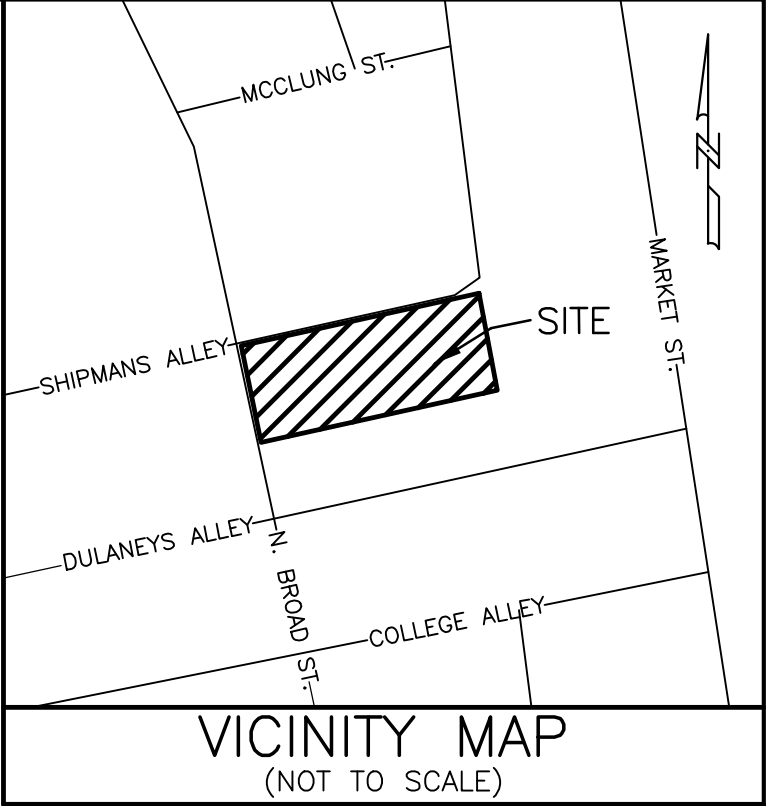 MCCLUNG ST.
N
MARKET ST.
SITE
SHIPMANS ALLEY
DULANEYS ALLEY
N. BROAD ST.
COLLEGE ALLEY
VICINITY MAP
(NOT TO SCALE)